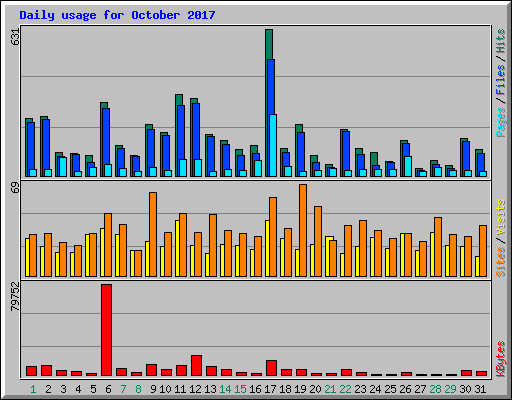 Daily usage for October 2017
631
Pages / Files / Hits
69
Sites / Visits
79752
KBytes
1 2 3 4 5 6 7 8 9 10 11 12 13 14 15 16 17 18 19 20 21 22 23 24 25 26 27 28 29 30 31